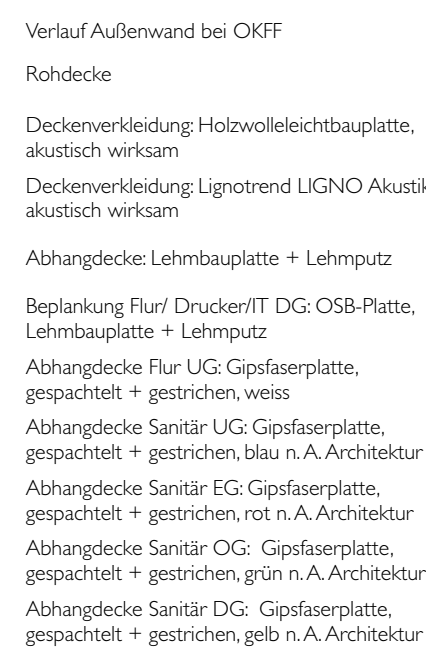 Verlauf Außenwand bei OKFF
Rohdecke
Deckenverkleidung: Holzwolleleichtbauplatte,
akustisch wirksam
Deckenverkleidung: Lignotrend LIGNO Akustik
akustisch wirksam
Abhangdecke: Lehmbauplatte + Lehmputz
Beplankung Flur/ Drucker/IT DG: OSB-Platte,
Lehmbauplatte + Lehmputz
Abhangdecke Flur UG: Gipsfaserplatte,
gespachtelt + gestrichen, weiss
Abhangdecke Sanitär UG: Gipsfaserplatte,
gespachtelt + gestrichen, blau n. A. Architektur
Abhangdecke Sanitär EG: Gipsfaserplatte,
gespachtelt + gestrichen, rot n. A. Architektur
Abhangdecke Sanitär OG: Gipsfaserplatte,
gespachtelt + gestrichen, grün n. A. Architektur
Abhangdecke Sanitär DG: Gipsfaserplatte,
gespachtelt + gestrichen, gelb n. A. Architektur